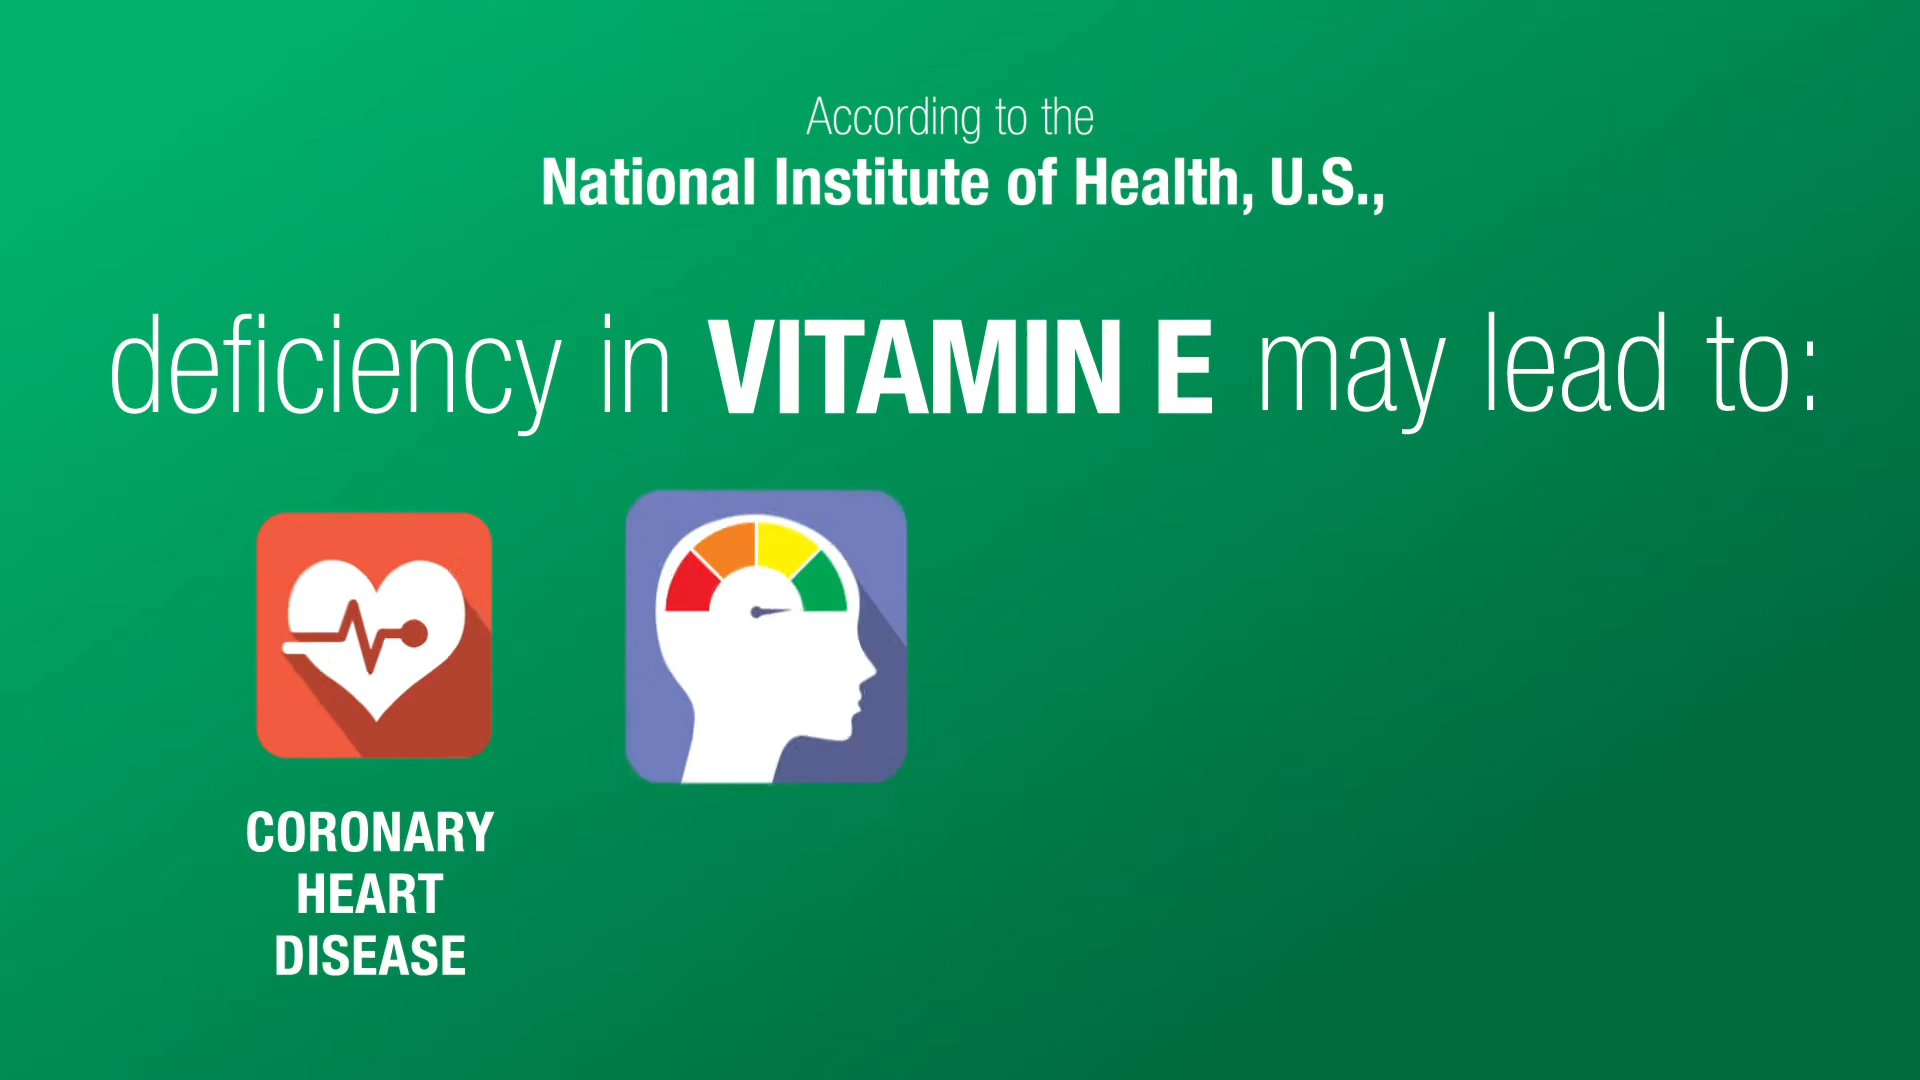 According to the
National Institute of Health, U.S.,
deficiency in VITAMIN E may lead to:
CORONARY
HEART
DISEASE